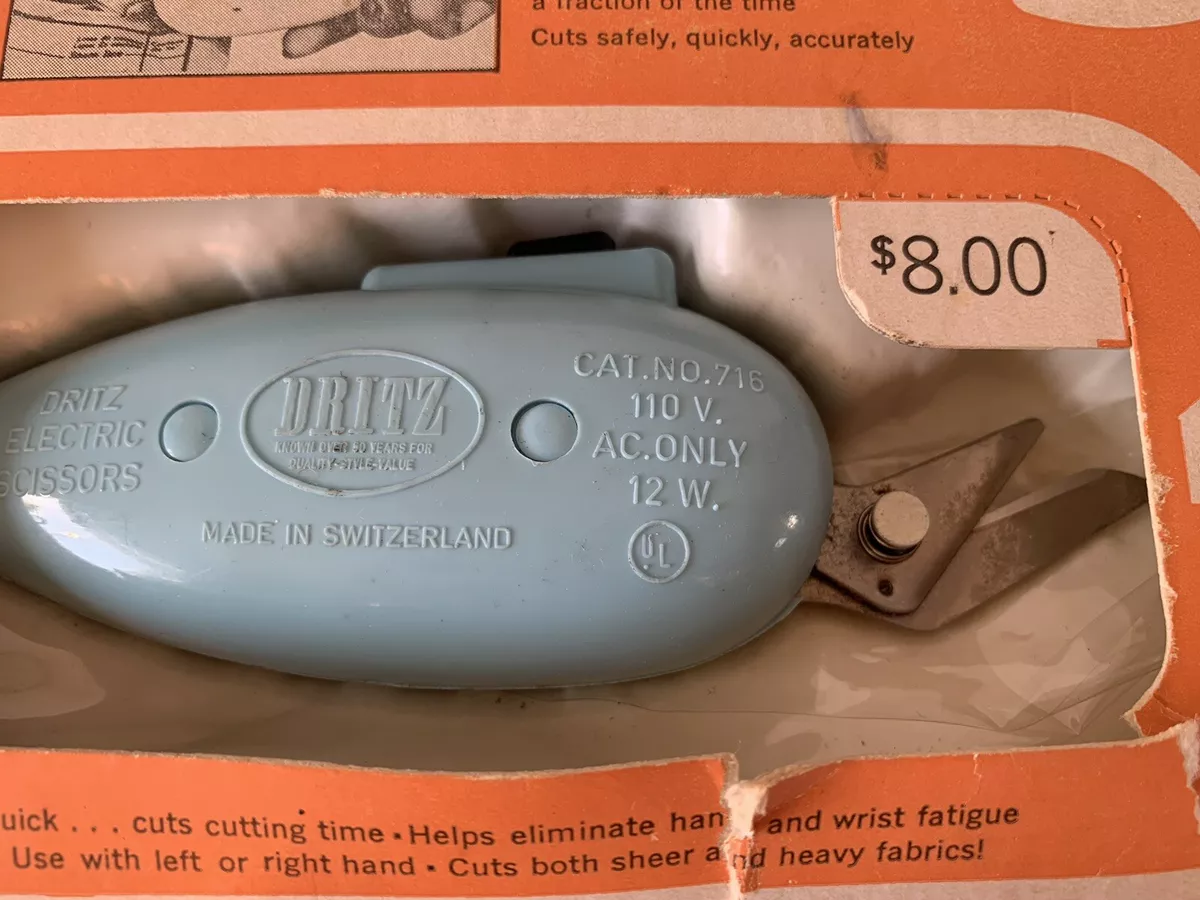 a fraction of the time
Cuts safely, quickly, accurately
$8.00
DRITZ
ELECTRIC
SCISSORS
DRITZ
KNOWN OVER 50 YEARS FOR
QUALITY-STYLE-VALUE
MADE IN SWITZERLAND
CAT.NO.716
110 V.
AC.ONLY
12 W.
UL
uick . . . cuts cutting time • Helps eliminate han and wrist fatigue
Use with left or right hand • Cuts both sheer and heavy fabrics!